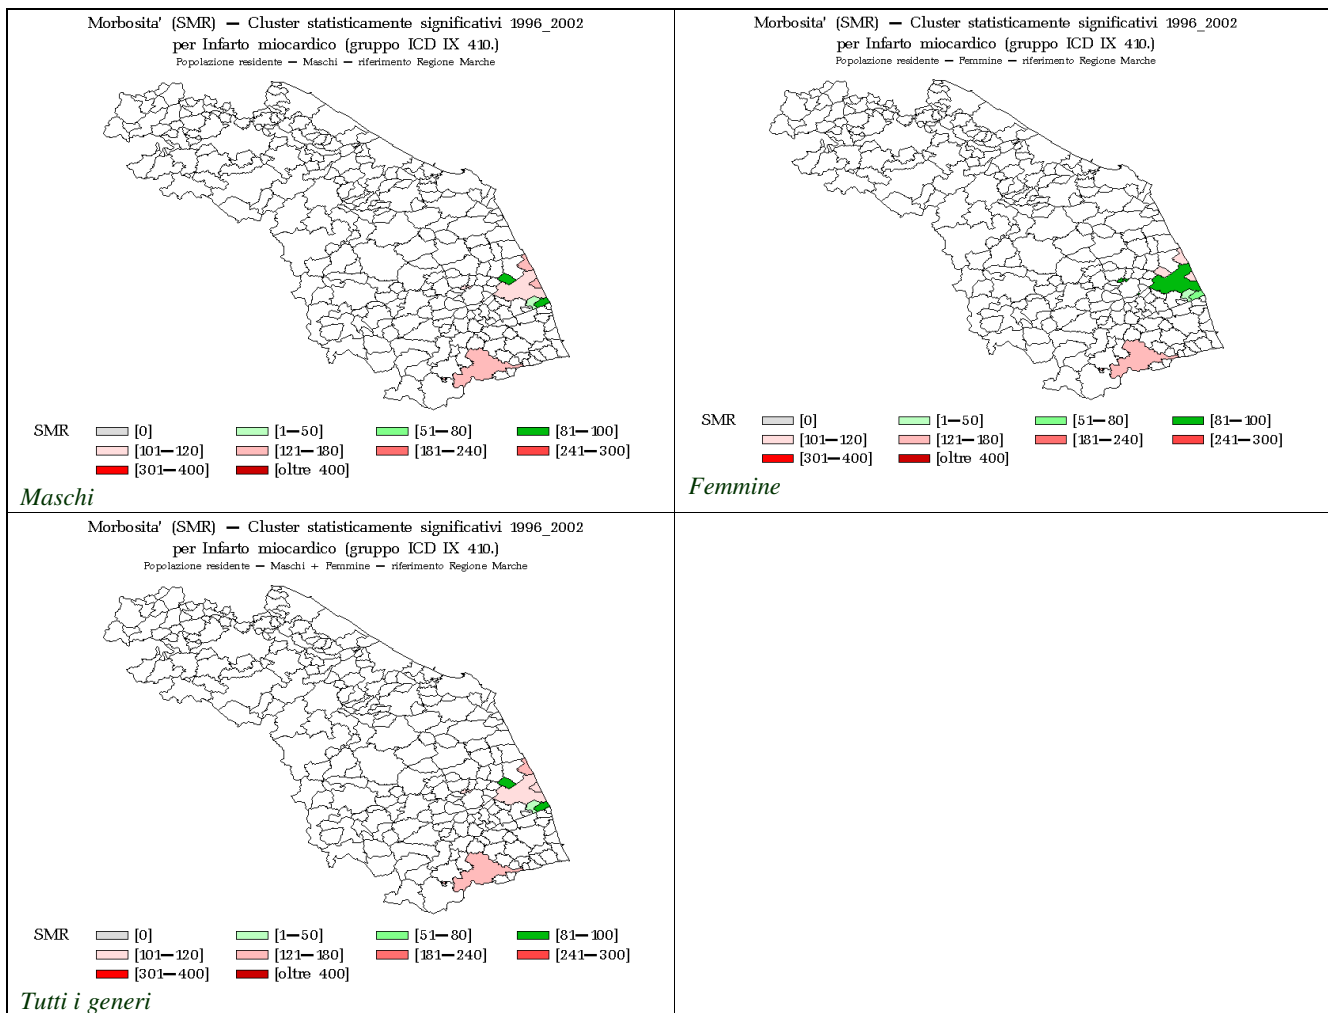 Morbosita' (SMR) — Cluster statisticamente significativi 1996_2002
per Infarto miocardico (gruppo ICD IX 410.)
Popolazione residente — Maschi — riferimento Regione Marche
SMR [0] [1—50] [51—80] [81—100]
[101—120] [121—180] [181—240] [241—300]
[301—400] [oltre 400]
Maschi
Morbosita' (SMR) — Cluster statisticamente significativi 1996_2002
per Infarto miocardico (gruppo ICD IX 410.)
Popolazione residente — Femmine — riferimento Regione Marche
SMR [0] [1—50] [51—80] [81—100]
[101—120] [121—180] [181—240] [241—300]
[301—400] [oltre 400]
Femmine
Morbosita' (SMR) — Cluster statisticamente significativi 1996_2002
per Infarto miocardico (gruppo ICD IX 410.)
Popolazione residente — Maschi + Femmine — riferimento Regione Marche
SMR [0] [1—50] [51—80] [81—100]
[101—120] [121—180] [181—240] [241—300]
[301—400] [oltre 400]
Tutti i generi